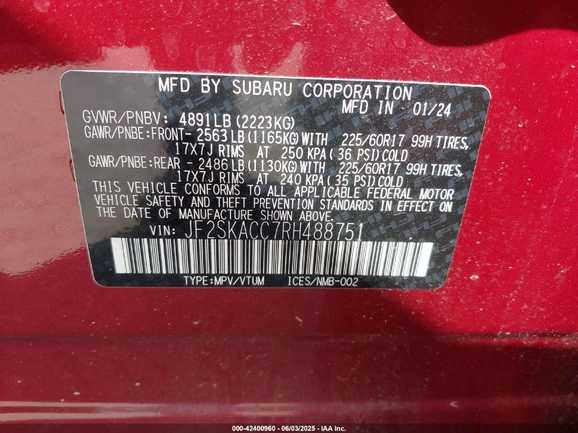 MFD BY SUBARU CORPORATION
MFD IN 01/24
GVWR/PNBV: 4891LB (2223KG)
GAWR/PNBE:FRONT- 2563LB(1165KG)WITH 225/60R17 99H TIRES,
17X7J RIMS AT 250 KPA(36 PSI)COLD
GAWR/PNBE:REAR - 2486LB(1130KG)WITH 225/60R17 99H TIRES,
17X7J RIMS AT 240 KPA(35 PSI)COLD
THIS VEHICLE CONFORMS TO ALL APPLICABLE FEDERAL MOTOR
VEHICLE SAFETY AND THEFT PREVENTION STANDARDS IN EFFECT ON
THE DATE OF MANUFACTURE SHOWN ABOVE.
VIN: JF2SKACC7RH488751
TYPE:MPV/VTUM ICES/NMB-002
000-42400960 - 06/03/2025 - IAA Inc.